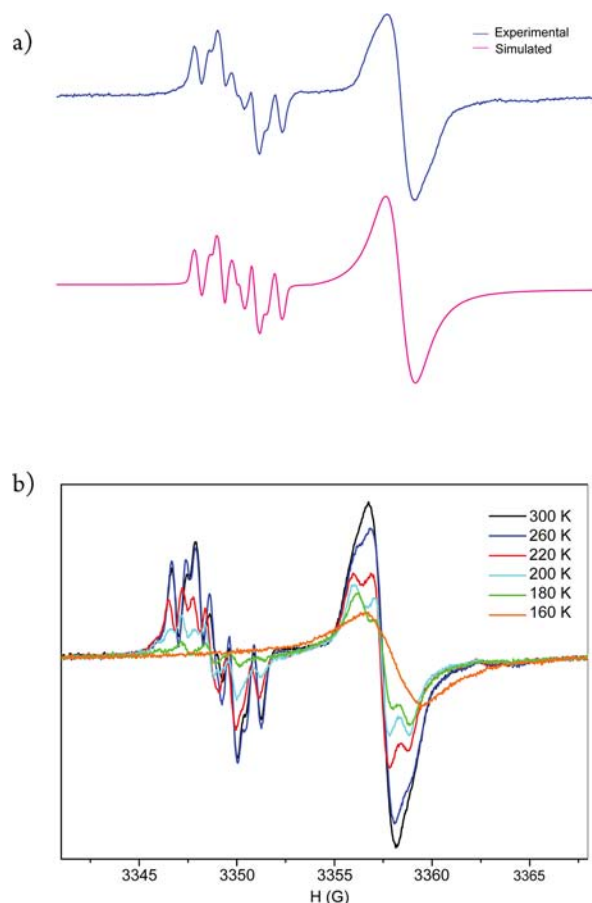 a)
Experimental
Simulated
b)
300 K
260 K
220 K
200 K
180 K
160 K
3345 3350 3355 3360 3365
H (G)